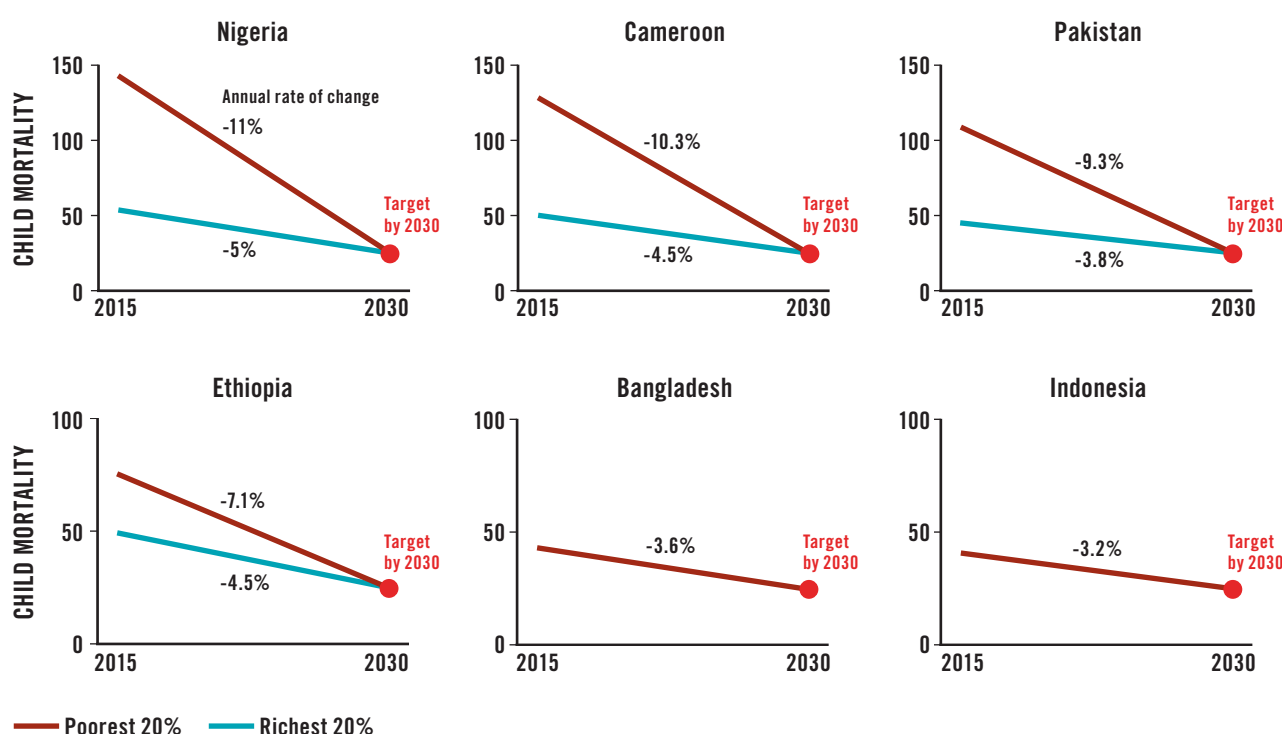 Nigeria
Cameroon
Pakistan
CHILD MORTALITY
150
100
50
0
Annual rate of change
-11%
-5%
Target
by 2030
2015
2030
150
100
50
0
-10.3%
-4.5%
Target
by 2030
2015
2030
150
100
50
0
-9.3%
-3.8%
Target
by 2030
2015
2030
Ethiopia
Bangladesh
Indonesia
CHILD MORTALITY
100
50
0
-7.1%
-4.5%
Target
by 2030
2015
2030
100
50
0
-3.6%
Target
by 2030
2015
2030
100
50
0
-3.2%
Target
by 2030
2015
2030
Poorest 20%
Richest 20%